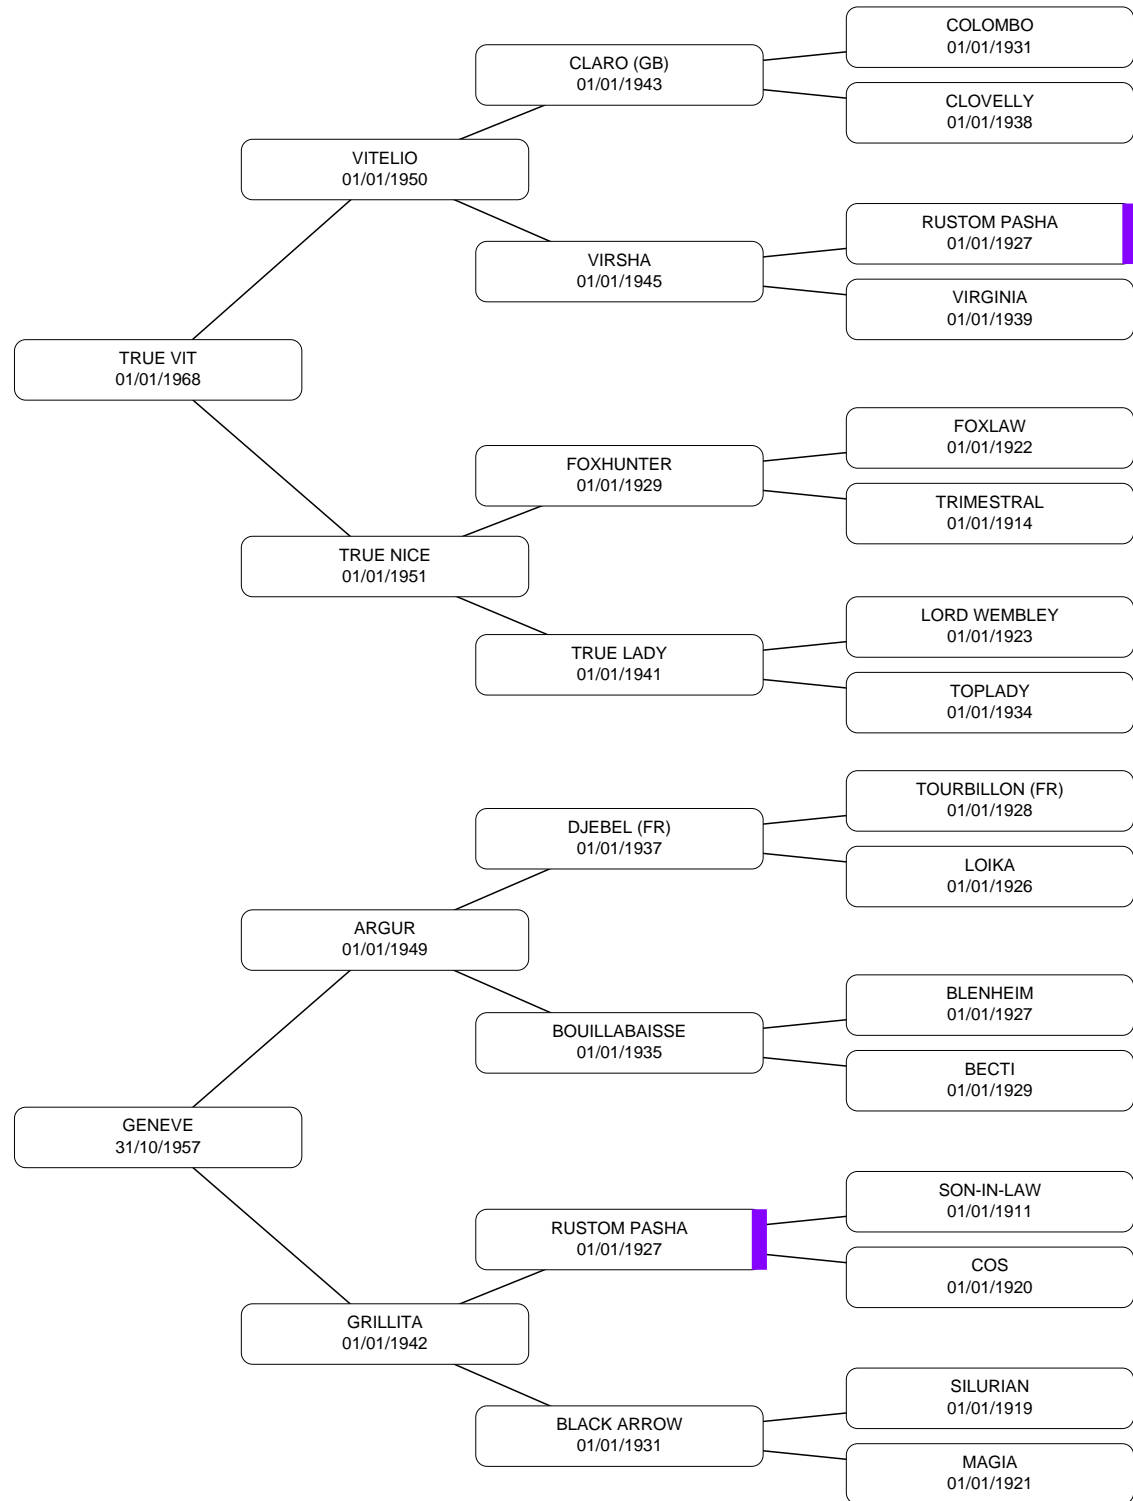 COLOMBO
01/01/1931
CLARO (GB)
01/01/1943
CLOVELLY
01/01/1938
VITELIO
01/01/1950
RUSTOM PASHA
01/01/1927
VIRSHA
01/01/1945
VIRGINIA
01/01/1939
TRUE VIT
01/01/1968
FOXLAW
01/01/1922
FOXHUNTER
01/01/1929
TRIMESTRAL
01/01/1914
TRUE NICE
01/01/1951
LORD WEMBLEY
01/01/1923
TRUE LADY
01/01/1941
TOPLADY
01/01/1934
TOURBILLON (FR)
01/01/1928
DJEBEL (FR)
01/01/1937
LOIKA
01/01/1926
ARGUR
01/01/1949
BLENHEIM
01/01/1927
BOUILLABAISSE
01/01/1935
BECTI
01/01/1929
GENEVE
31/10/1957
SON-IN-LAW
01/01/1911
RUSTOM PASHA
01/01/1927
COS
01/01/1920
GRILLITA
01/01/1942
SILURIAN
01/01/1919
BLACK ARROW
01/01/1931
MAGIA
01/01/1921